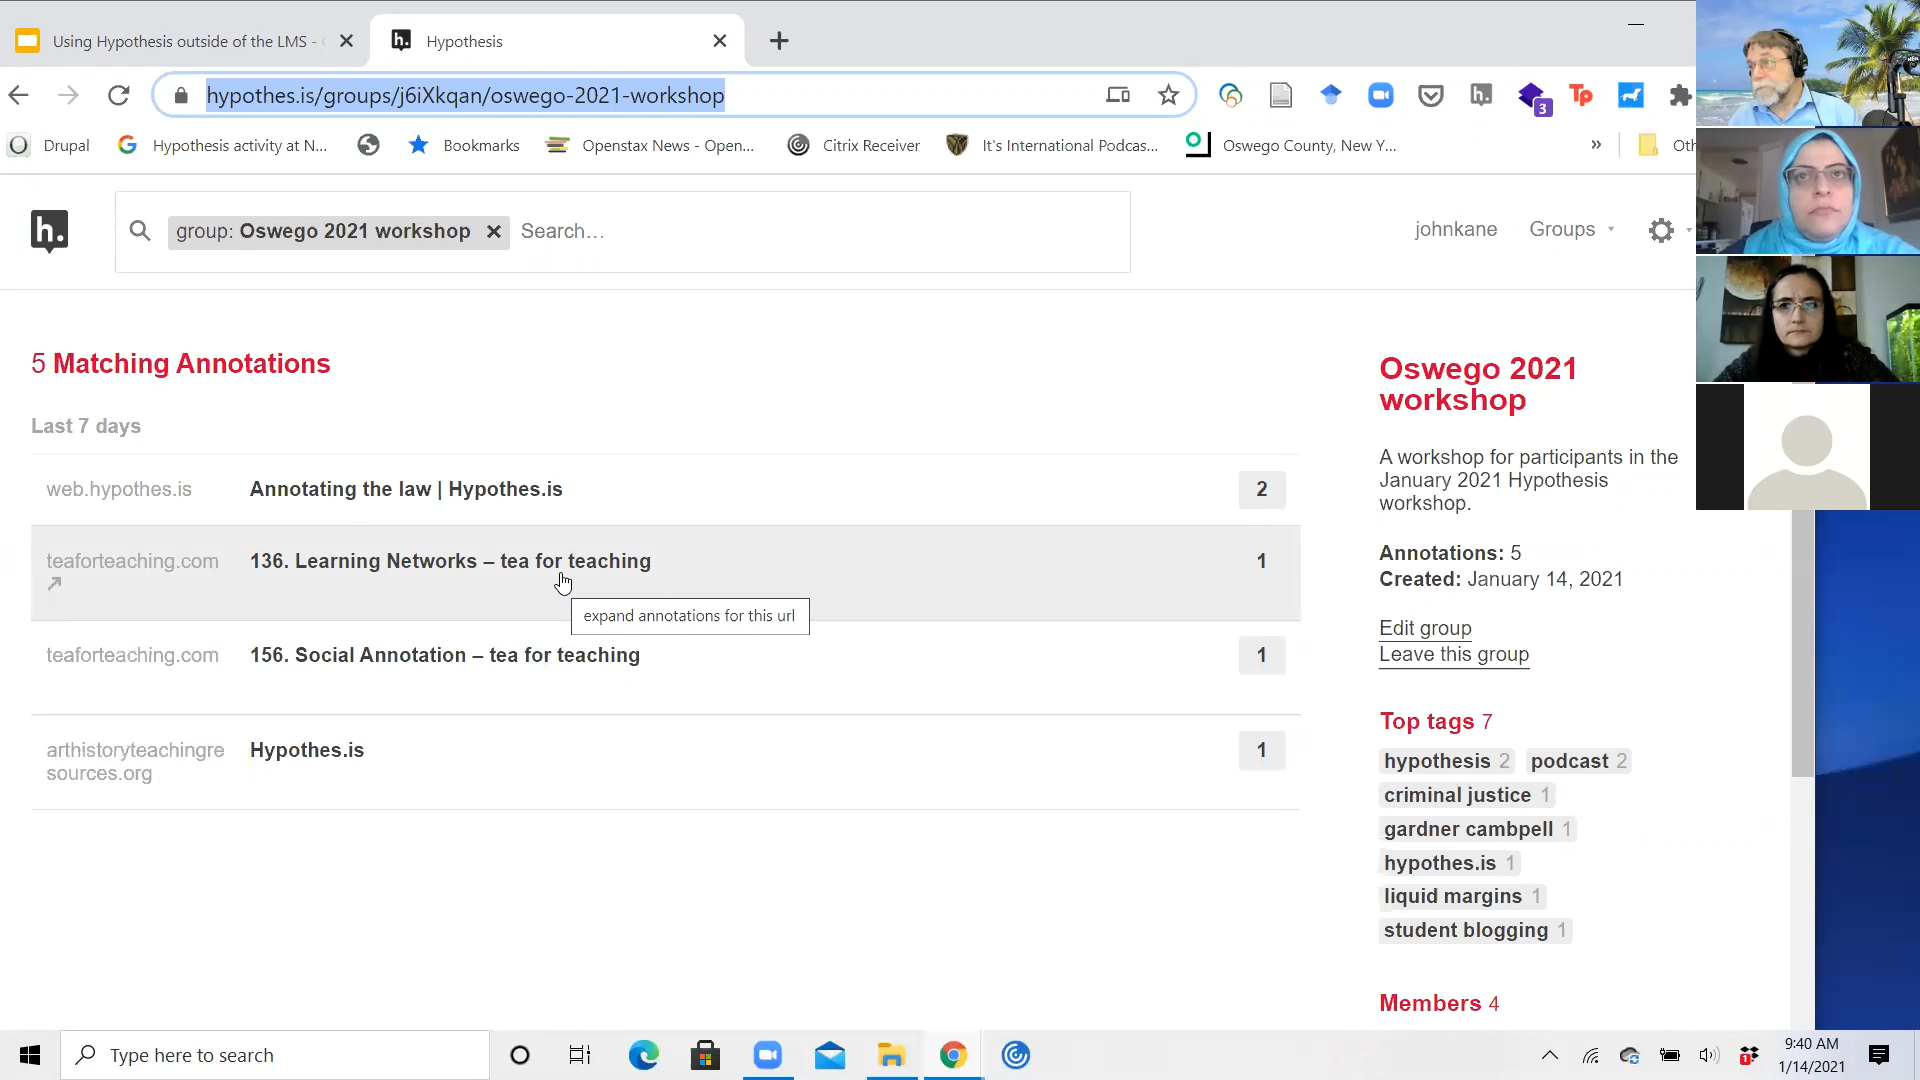 Using Hypothesis outside of the LMS -
Hypothesis
hypothes.is/groups/j6iXkqan/oswego-2021-workshop
3
Drupal
Hypothesis activity at N...
Bookmarks
Openstax News - Open...
Citrix Receiver
It's International Podcas...
Oswego County, New Y...
»
h.
group: Oswego 2021 workshop
Search...
johnkane
Groups
5 Matching Annotations
Last 7 days
web.hypothes.is
Annotating the law | Hypothes.is
2
teaforteaching.com
136. Learning Networks – tea for teaching
1
expand annotations for this url
teaforteaching.com
156. Social Annotation – tea for teaching
1
arthistoryteachingre
sources.org
Hypothes.is
1
Oswego 2021
workshop
A workshop for participants in the
January 2021 Hypothesis
workshop.
Annotations: 5
Created: January 14, 2021
Edit group
Leave this group
Top tags 7
hypothesis 2
podcast 2
criminal justice 1
gardner cambpell 1
hypothes.is 1
liquid margins 1
student blogging 1
Members 4
Type here to search
9:40 AM
1/14/2021